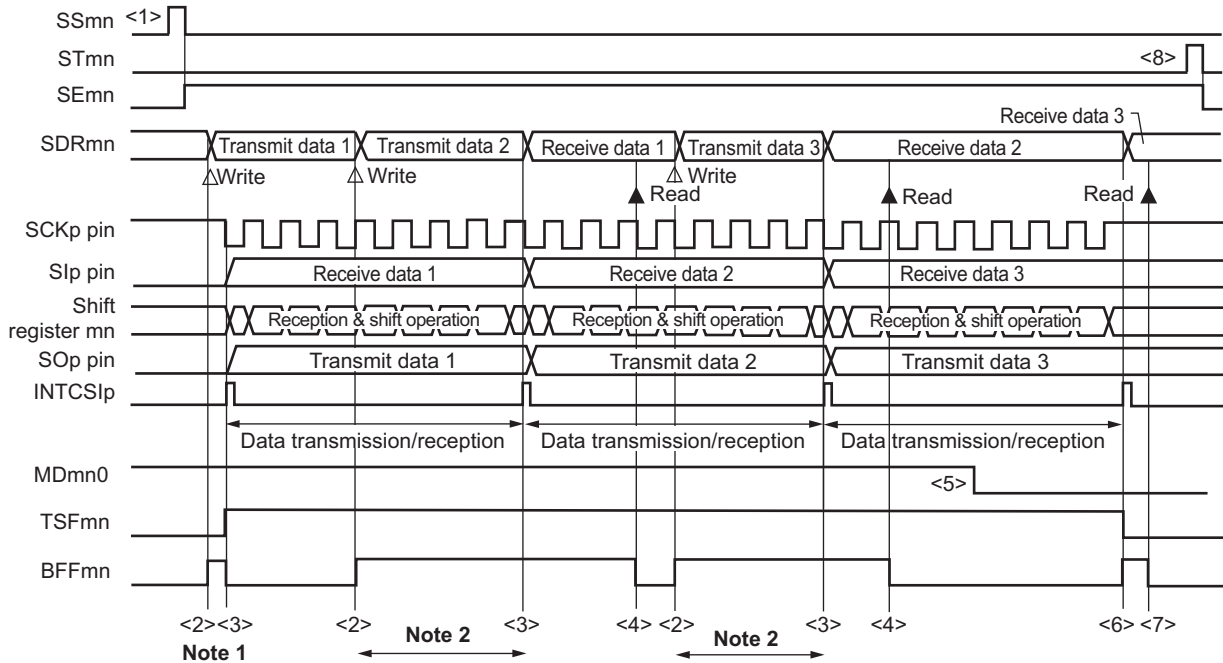 SSmn <1>
STmn <8>
SEmn
Receive data 3
SDRmn Transmit data 1 Transmit data 2 Receive data 1 Transmit data 3 Receive data 2
Write Write Write
Read Read Read
SCKp pin
SIp pin Receive data 1 Receive data 2 Receive data 3
Shift
register mn Reception & shift operation Reception & shift operation Reception & shift operation
SOp pin Transmit data 1 Transmit data 2 Transmit data 3
INTCSIp
Data transmission/reception Data transmission/reception Data transmission/reception
MDmn0 <5>
TSFmn
BFFmn
<2> <3> <2> <3> <4> <2> <3> <4> <6> <7>
Note 1 Note 2 Note 2